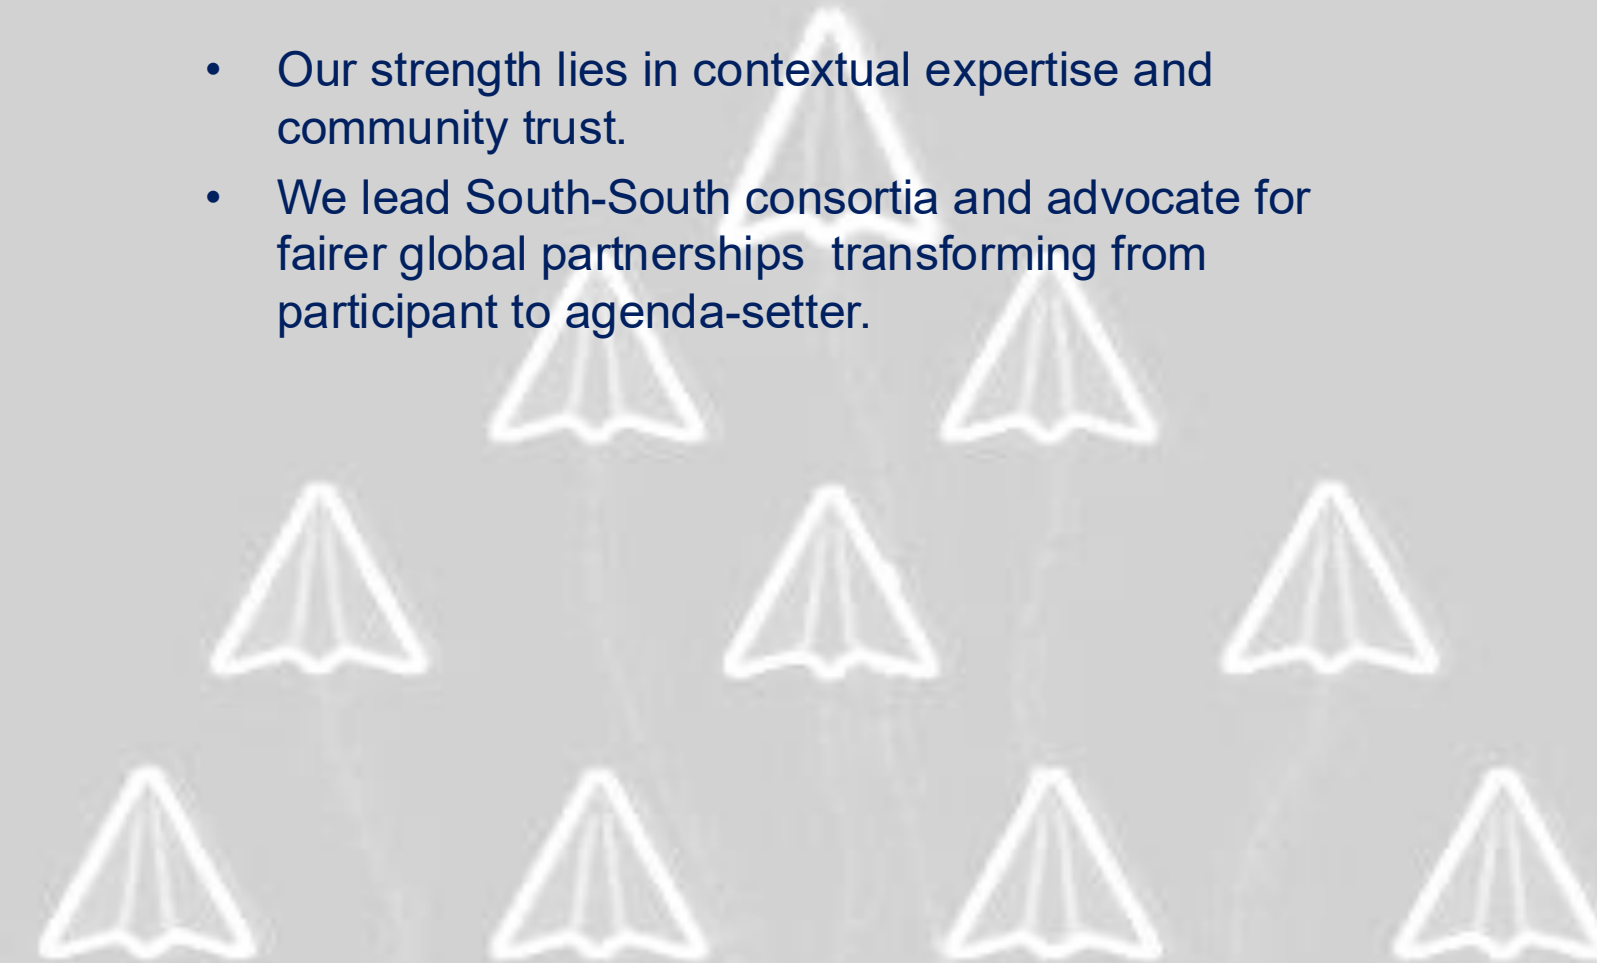 • Our strength lies in contextual expertise and
community trust.
• We lead South-South consortia and advocate for
fairer global partnerships  transforming from
participant to agenda-setter.